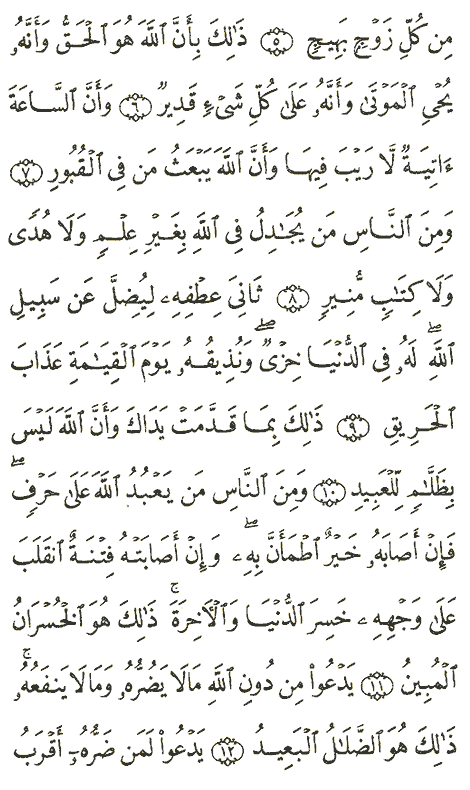 مِن كُلِّ زَوۡجِۭ بَهِيجٖ ٥ ذَٰلِكَ بِأَنَّ ٱللَّهَ هُوَ ٱلۡحَقُّ وَأَنَّهُۥ
يُحۡيِ ٱلۡمَوۡتَىٰ وَأَنَّهُۥ عَلَىٰ كُلِّ شَيۡءٖ قَدِيرٞ ٦ وَأَنَّ ٱلسَّاعَةَ
ءَاتِيَةٞ لَّا رَيۡبَ فِيهَا وَأَنَّ ٱللَّهَ يَبۡعَثُ مَن فِي ٱلۡقُبُورِ ٧
وَمِنَ ٱلنَّاسِ مَن يُجَٰدِلُ فِي ٱللَّهِ بِغَيۡرِ عِلۡمٖ وَلَا هُدٗى
وَلَا كِتَٰبٖ مُّنِيرٖ ٨ ثَانِيَ عِطۡفِهِۦ لِيُضِلَّ عَن سَبِيلِ
ٱللَّهِۖ لَهُۥ فِي ٱلدُّنۡيَا خِزۡيٞۖ وَنُذِيقُهُۥ يَوۡمَ ٱلۡقِيَٰمَةِ عَذَابَ
ٱلۡحَرِيقِ ٩ ذَٰلِكَ بِمَا قَدَّمَتۡ يَدَاكَ وَأَنَّ ٱللَّهَ لَيۡسَ
بِظَلَّٰمٖ لِّلۡعَبِيدِ ١٠ وَمِنَ ٱلنَّاسِ مَن يَعۡبُدُ ٱللَّهَ عَلَىٰ حَرۡفٖۖ
فَإِنۡ أَصَابَهُۥ خَيۡرٌ ٱطۡمَأَنَّ بِهِۦۖ وَإِنۡ أَصَابَتۡهُ فِتۡنَةٌ ٱنقَلَبَ
عَلَىٰ وَجۡهِهِۦ خَسِرَ ٱلدُّنۡيَا وَٱلۡأٓخِرَةَۚ ذَٰلِكَ هُوَ ٱلۡخُسۡرَانُ
ٱلۡمُبِينُ ١١ يَدۡعُواْ مِن دُونِ ٱللَّهِ مَا لَا يَضُرُّهُۥ وَمَا لَا يَنفَعُهُۥۚ
ذَٰلِكَ هُوَ ٱلضَّلَٰلُ ٱلۡبَعِيدُ ١٢ يَدۡعُواْ لَمَن ضَرُّهُۥٓ أَقۡرَبُ